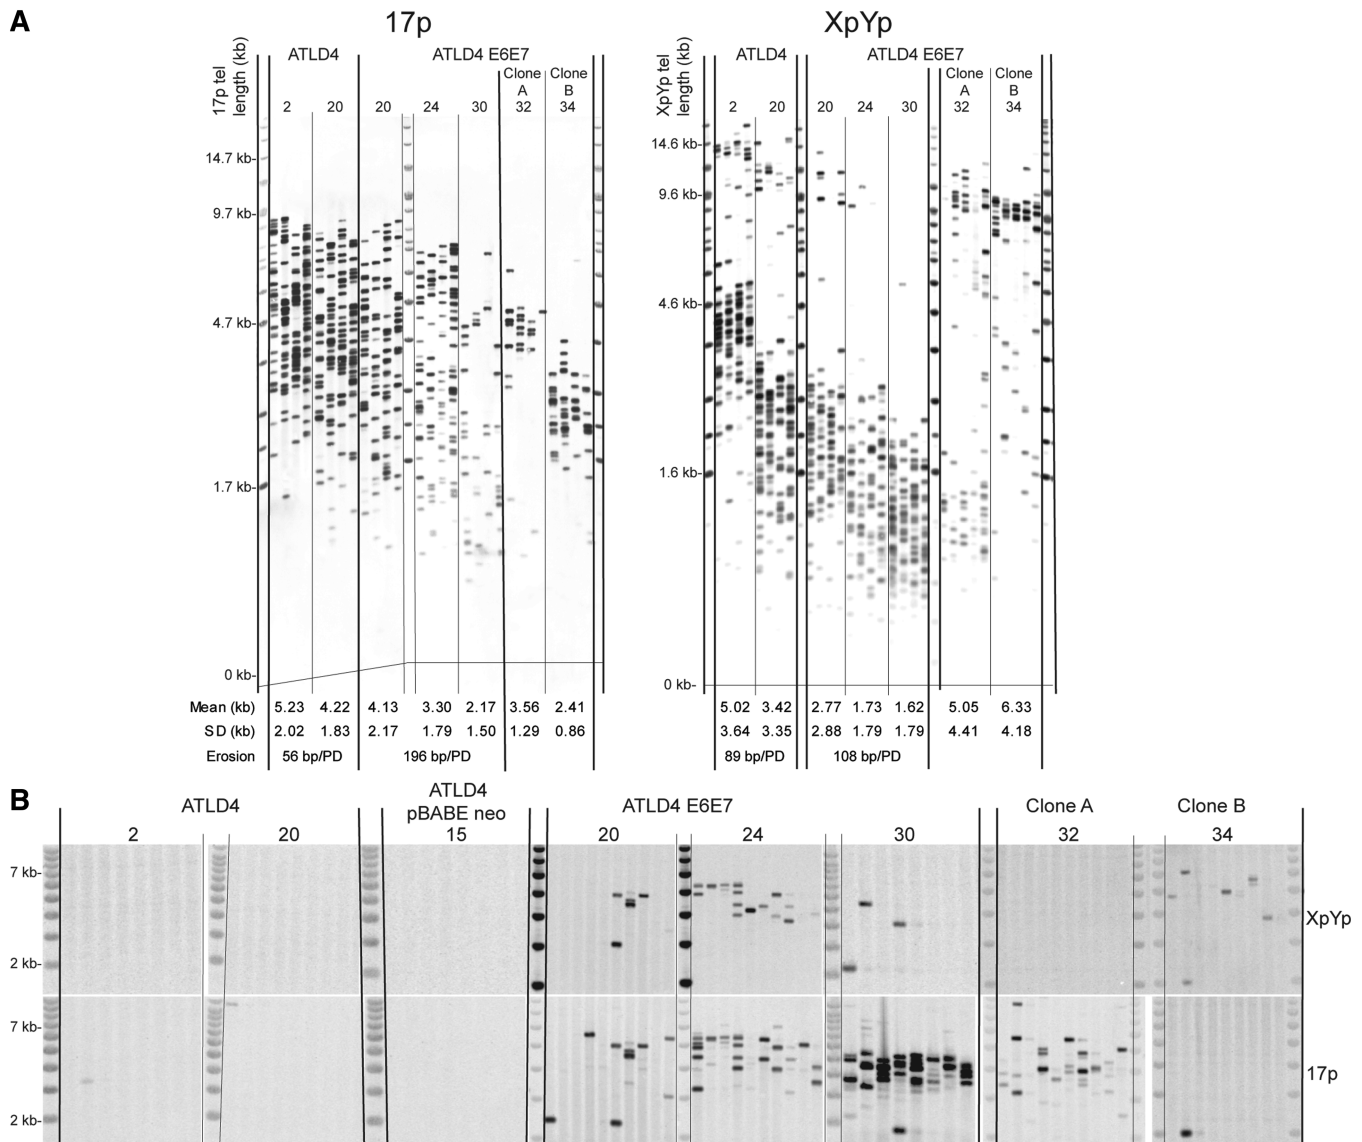 A
17p
XpYp
17p tel length (kb)
ATLD4
ATLD4 E6E7
Clone A
Clone B
2
20
20
24
30
32
34
14.7 kb-
9.7 kb-
4.7 kb-
1.7 kb-
0 kb-
Mean (kb) 5.23 4.22 4.13 3.30 2.17 3.56 2.41
SD (kb) 2.02 1.83 2.17 1.79 1.50 1.29 0.86
Erosion 56 bp/PD 196 bp/PD
XpYp tel length (kb)
ATLD4
ATLD4 E6E7
Clone A
Clone B
2
20
20
24
30
32
34
14.6 kb-
9.6 kb-
4.6 kb-
1.6 kb-
0 kb-
5.02 3.42 2.77 1.73 1.62 5.05 6.33
3.64 3.35 2.88 1.79 1.79 4.41 4.18
89 bp/PD 108 bp/PD
B
ATLD4
ATLD4
pBABE neo
ATLD4 E6E7
Clone A
Clone B
2 20 15 20 24 30 32 34
7 kb-
XpYp
2 kb-
7 kb-
17p
2 kb-